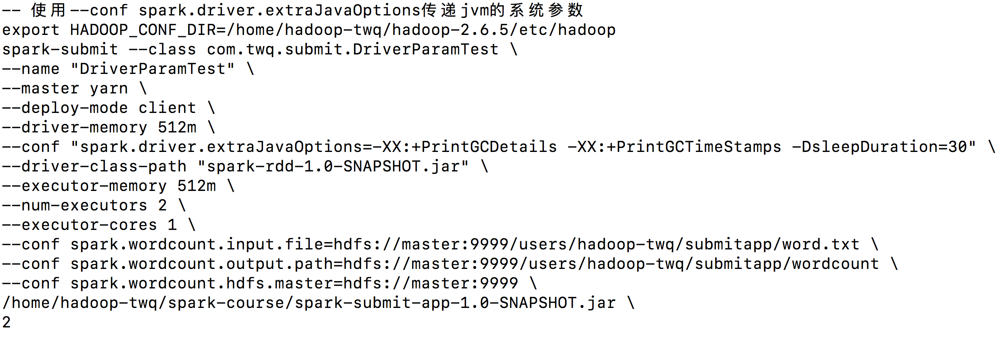 -- 使用--conf spark.driver.extraJavaOptions传递jvm的系统参数
export HADOOP_CONF_DIR=/home/hadoop-twq/hadoop-2.6.5/etc/hadoop
spark-submit --class com.twq.submit.DriverParamTest \
--name "DriverParamTest" \
--master yarn \
--deploy-mode client \
--driver-memory 512m \
--conf "spark.driver.extraJavaOptions=-XX:+PrintGCDetails -XX:+PrintGCTimeStamps -DsleepDuration=30" \
--driver-class-path "spark-rdd-1.0-SNAPSHOT.jar" \
--executor-memory 512m \
--num-executors 2 \
--executor-cores 1 \
--conf spark.wordcount.input.file=hdfs://master:9999/users/hadoop-twq/submitapp/word.txt \
--conf spark.wordcount.output.path=hdfs://master:9999/users/hadoop-twq/submitapp/wordcount \
--conf spark.wordcount.hdfs.master=hdfs://master:9999 \
/home/hadoop-twq/spark-course/spark-submit-app-1.0-SNAPSHOT.jar \
2